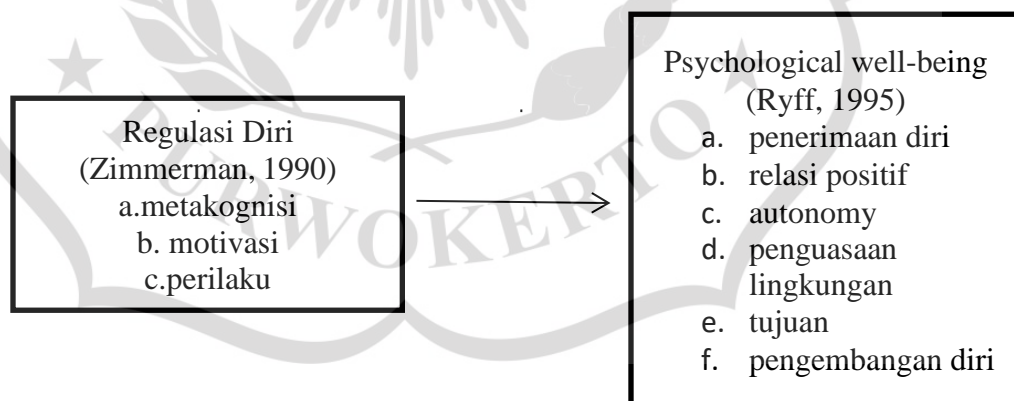 Regulasi Diri
(Zimmerman, 1990)
a.metakognisi
b. motivasi
c.perilaku
Psychological well-being
(Ryff, 1995)
a. penerimaan diri
b. relasi positif
c. autonomy
d. penguasaan
lingkungan
e. tujuan
f. pengembangan diri
PURWOKERTO